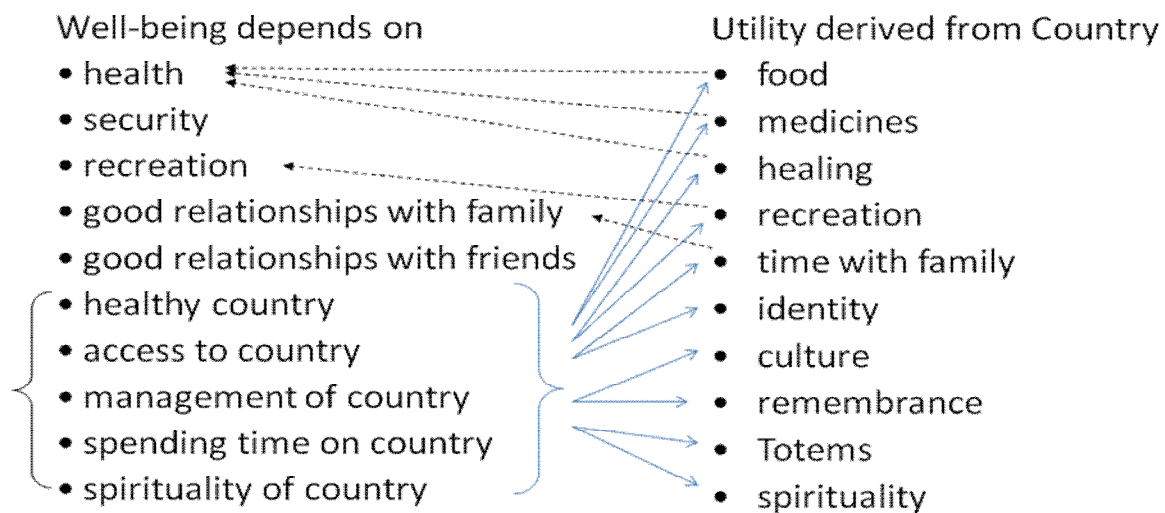 Well-being depends on
• health
• security
• recreation
• good relationships with family
• good relationships with friends
• healthy country
• access to country
• management of country
• spending time on country
• spirituality of country
Utility derived from Country
• food
• medicines
• healing
• recreation
• time with family
• identity
• culture
• remembrance
• Totems
• spirituality